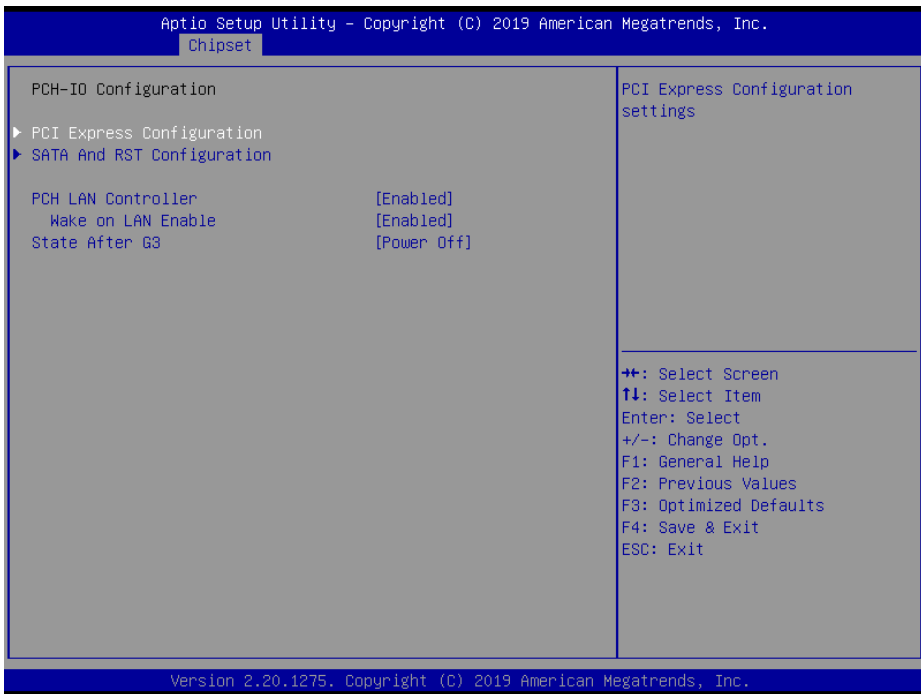 Aptio Setup Utility – Copyright (C) 2019 American Megatrends, Inc.
Chipset
PCH-IO Configuration
PCI Express Configuration
SATA And RST Configuration
PCH LAN Controller [Enabled]
Wake on LAN Enable [Enabled]
State After G3 [Power Off]
PCI Express Configuration
settings
→←: Select Screen
↑↓: Select Item
Enter: Select
+/-: Change Opt.
F1: General Help
F2: Previous Values
F3: Optimized Defaults
F4: Save & Exit
ESC: Exit
Version 2.20.1275. Copyright (C) 2019 American Megatrends, Inc.